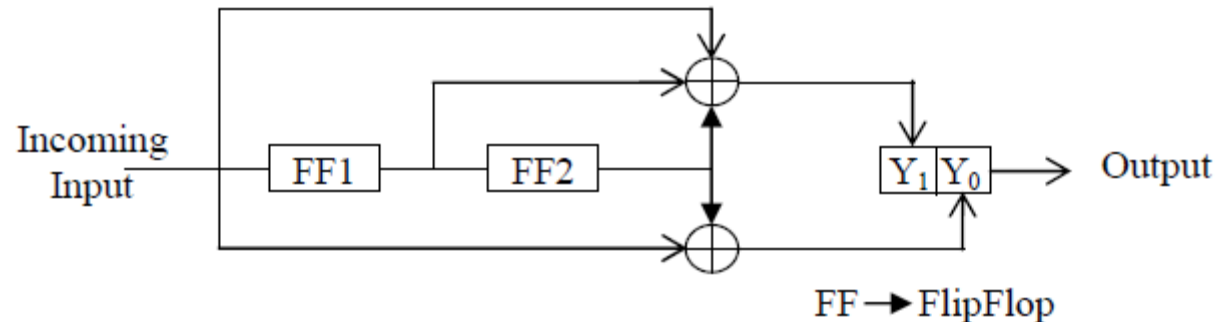 Incoming
Input
FF1
FF2
Y₁ Y₀
Output
FF → FlipFlop